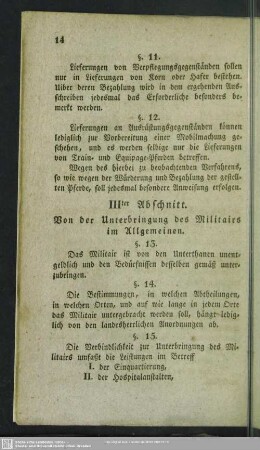 14
§. 11.
Lieferungen von Verpflegungsgegenständen sollen
nur in Lieferungen von Korn oder Hafer bestehen.
Ueber deren Bezahlung wird in dem ergehenden Aus-
schreiben jedesmal das Erforderliche besonders be-
merkt werden.
§. 12.
Lieferungen an Ausrüstungsgegenständen können
lediglich zur Vorbereitung einer Mobilmachung ge-
schehen, und es werden selbige nur die Lieferungen
von Train- und Equipage-Pferden betreffen.
Wegen des hierbei zu beobachtenden Verfahrens,
so wie wegen der Würderung und Bezahlung der gestell-
ten Pferde, soll jedesmal besondere Anweisung erfolgen.
IIIter Abschnitt.
Von der Unterbringung des Militairs
im Allgemeinen.
§. 13.
Das Militair ist von den Unterthanen unent-
geldlich und den Bedürfnissen desselben gemäß unter-
zubringen.
§. 14.
Die Bestimmungen, in welchen Abtheilungen,
in welchen Orten, und auf wie lange in jedem Orte
das Militair untergebracht werden soll, hängt ledig-
lich von den landesherrlichen Anordnungen ab.
§. 15.
Die Verbindlichkeit zur Unterbringung des Mi-
litairs umfaßt die Leistungen im Betreff
I. der Einquartierung,
II. der Hospitalanstalten,